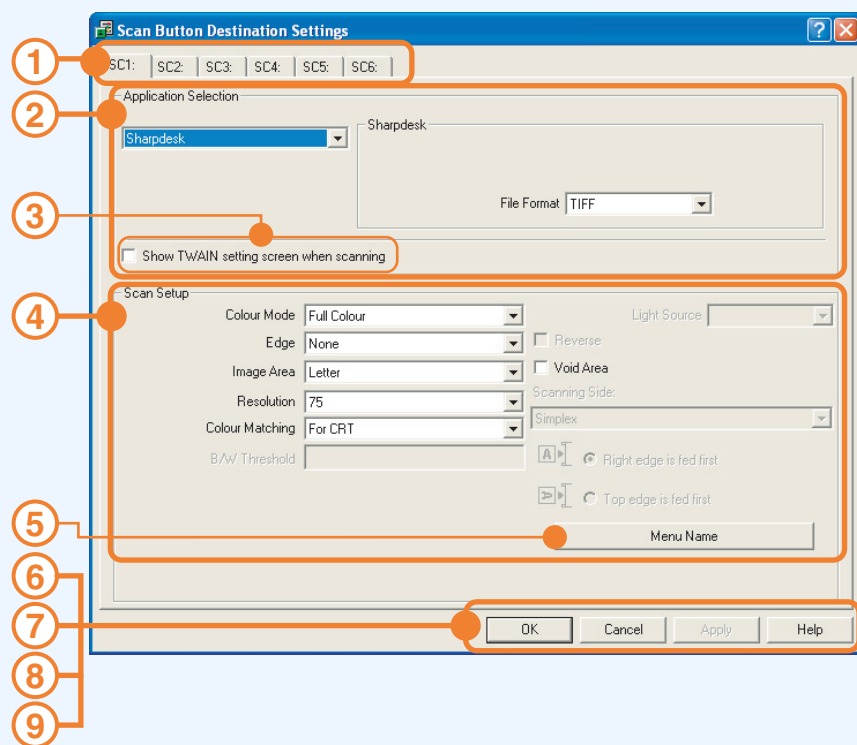 Scan Button Destination Settings
1
SC1: SC2: SC3: SC4: SC5: SC6:
Application Selection
2
Sharpdesk
Sharpdesk
File Format TIFF
3
Show TWAIN setting screen when scanning
Scan Setup
4
Colour Mode Full Colour Light Source
Edge None Reverse
Image Area Letter Void Area
Scanning Side:
Resolution 75
Simplex
Colour Matching For CRT
B/W Threshold
A Right edge is fed first
A Top edge is fed first
5
Menu Name
6
7
OK Cancel Apply Help
8
9